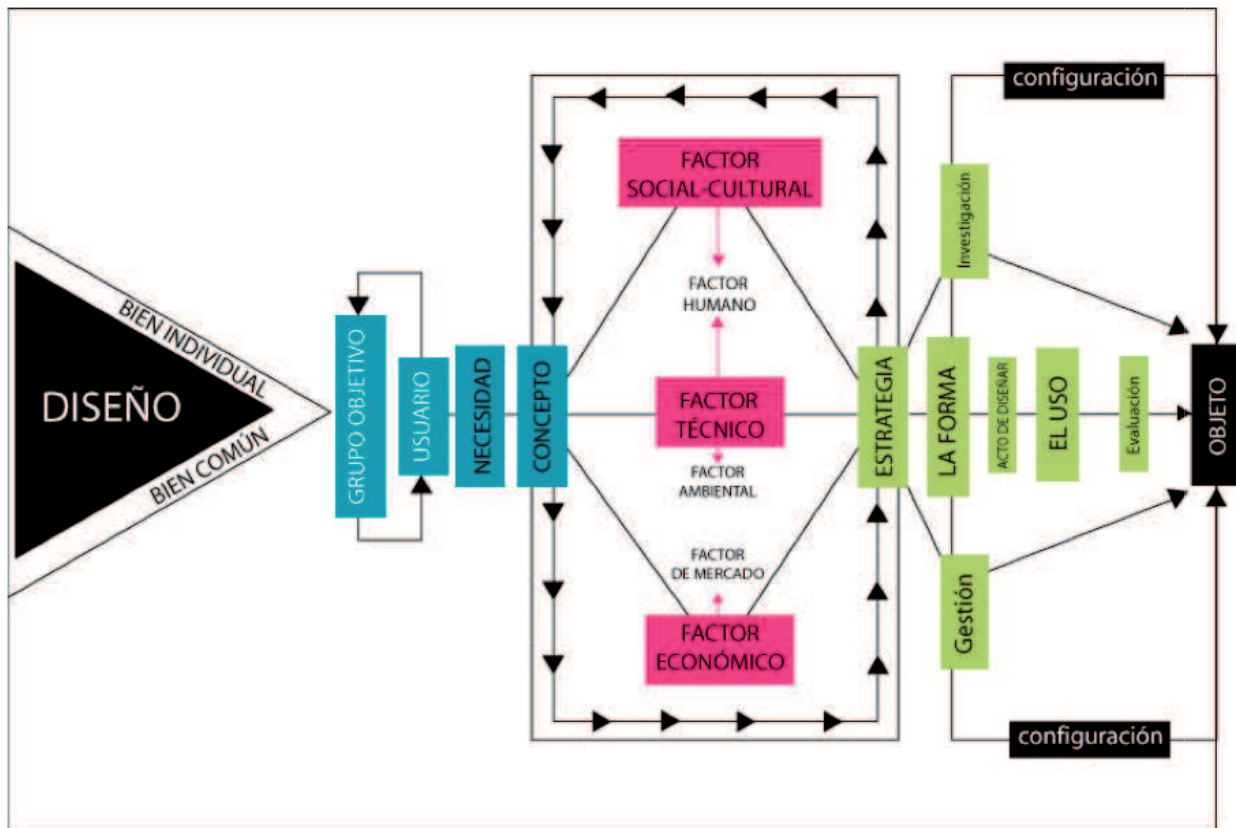 DISEÑO
BIEN INDIVIDUAL
BIEN COMÚN
GRUPO OBJETIVO
USUARIO
NECESIDAD
CONCEPTO
FACTOR
SOCIAL-CULTURAL
FACTOR
HUMANO
FACTOR
TÉCNICO
FACTOR
AMBIENTAL
FACTOR
DE MERCADO
FACTOR
ECONÓMICO
ESTRATEGIA
configuración
Investigación
LA FORMA
ACTO DE DISEÑAR
EL USO
Evaluación
OBJETO
Gestión
configuración